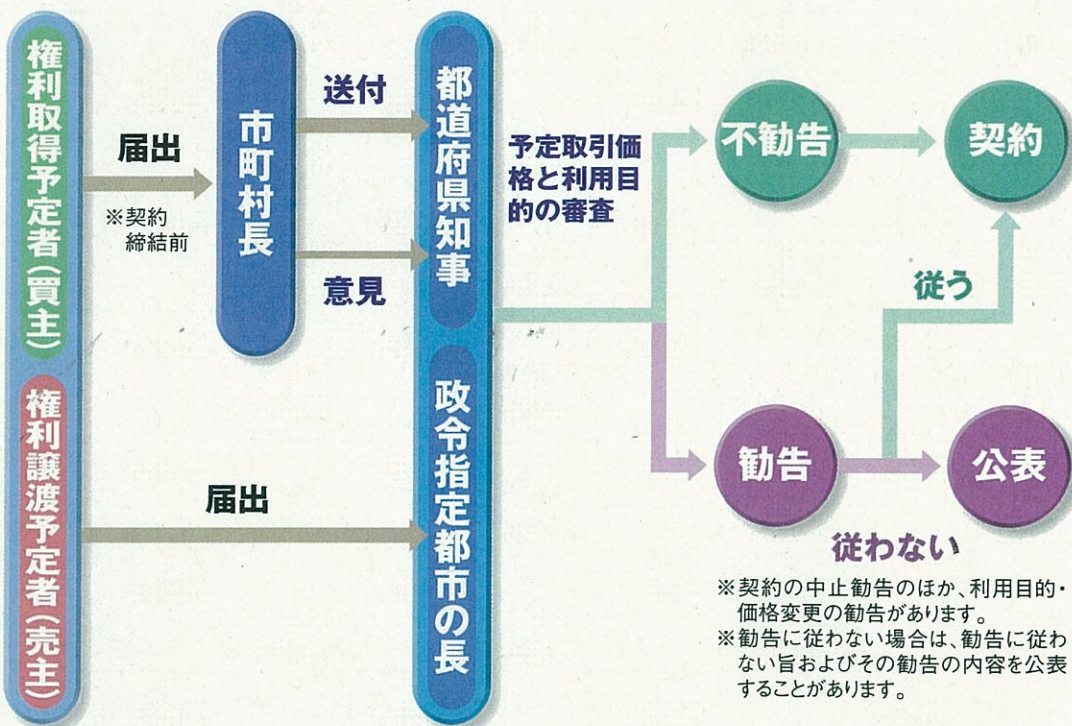 権利取得予定者(買主)
権利譲渡予定者(売主)
届出
※契約
締結前
市町村長
送付
意見
届出
都道府県知事
政令指定都市の長
予定取引価
格と利用目
的の審査
不勧告
契約
従う
勧告
公表
従わない
※契約の中止勧告のほか、利用目的・
価格変更の勧告があります。
※勧告に従わない場合は、勧告に従わ
ない旨およびその勧告の内容を公表
することがあります。